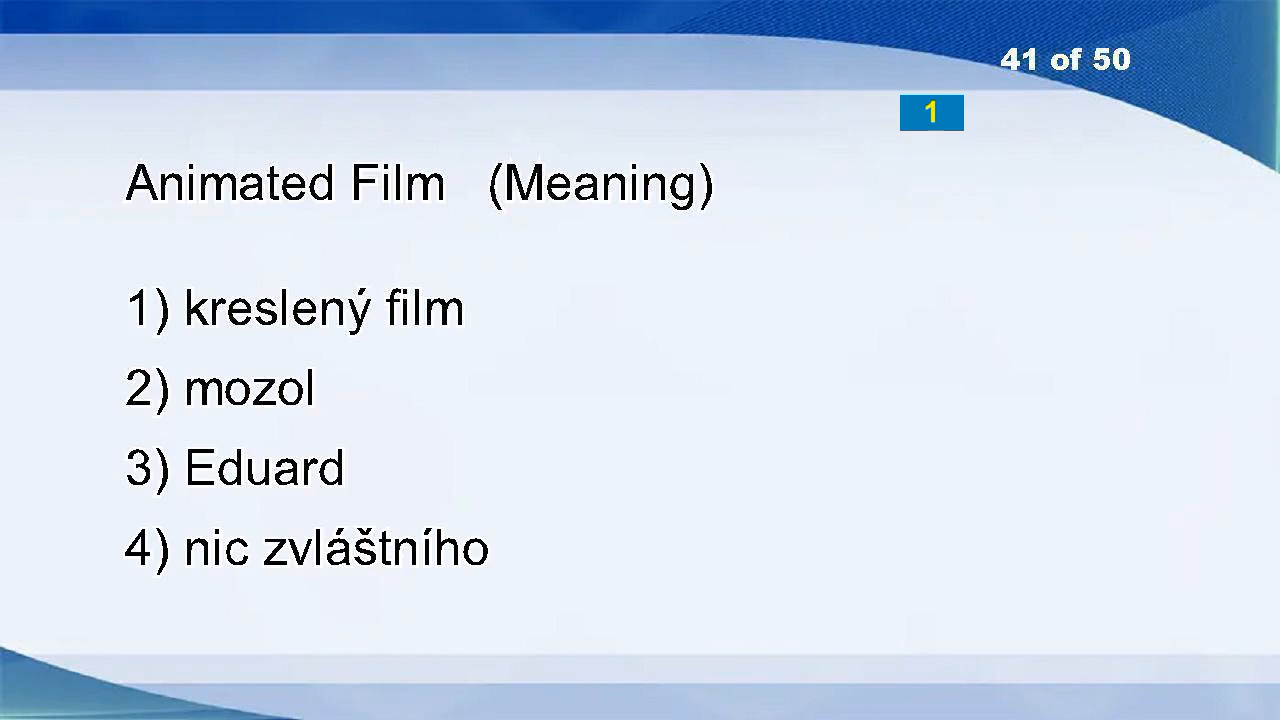 41 of 50
1
Animated Film (Meaning)
1) kreslený film
2) mozol
3) Eduard
4) nic zvláštního